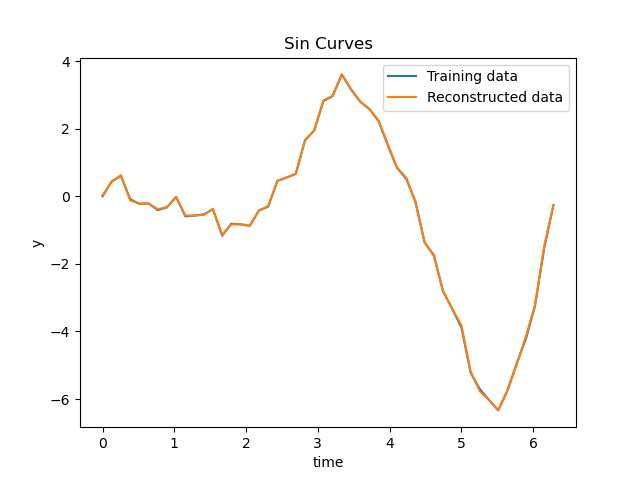 Sin Curves
Training data
Reconstructed data
4
2
0
−2
−4
−6
y
0 1 2 3 4 5 6
time